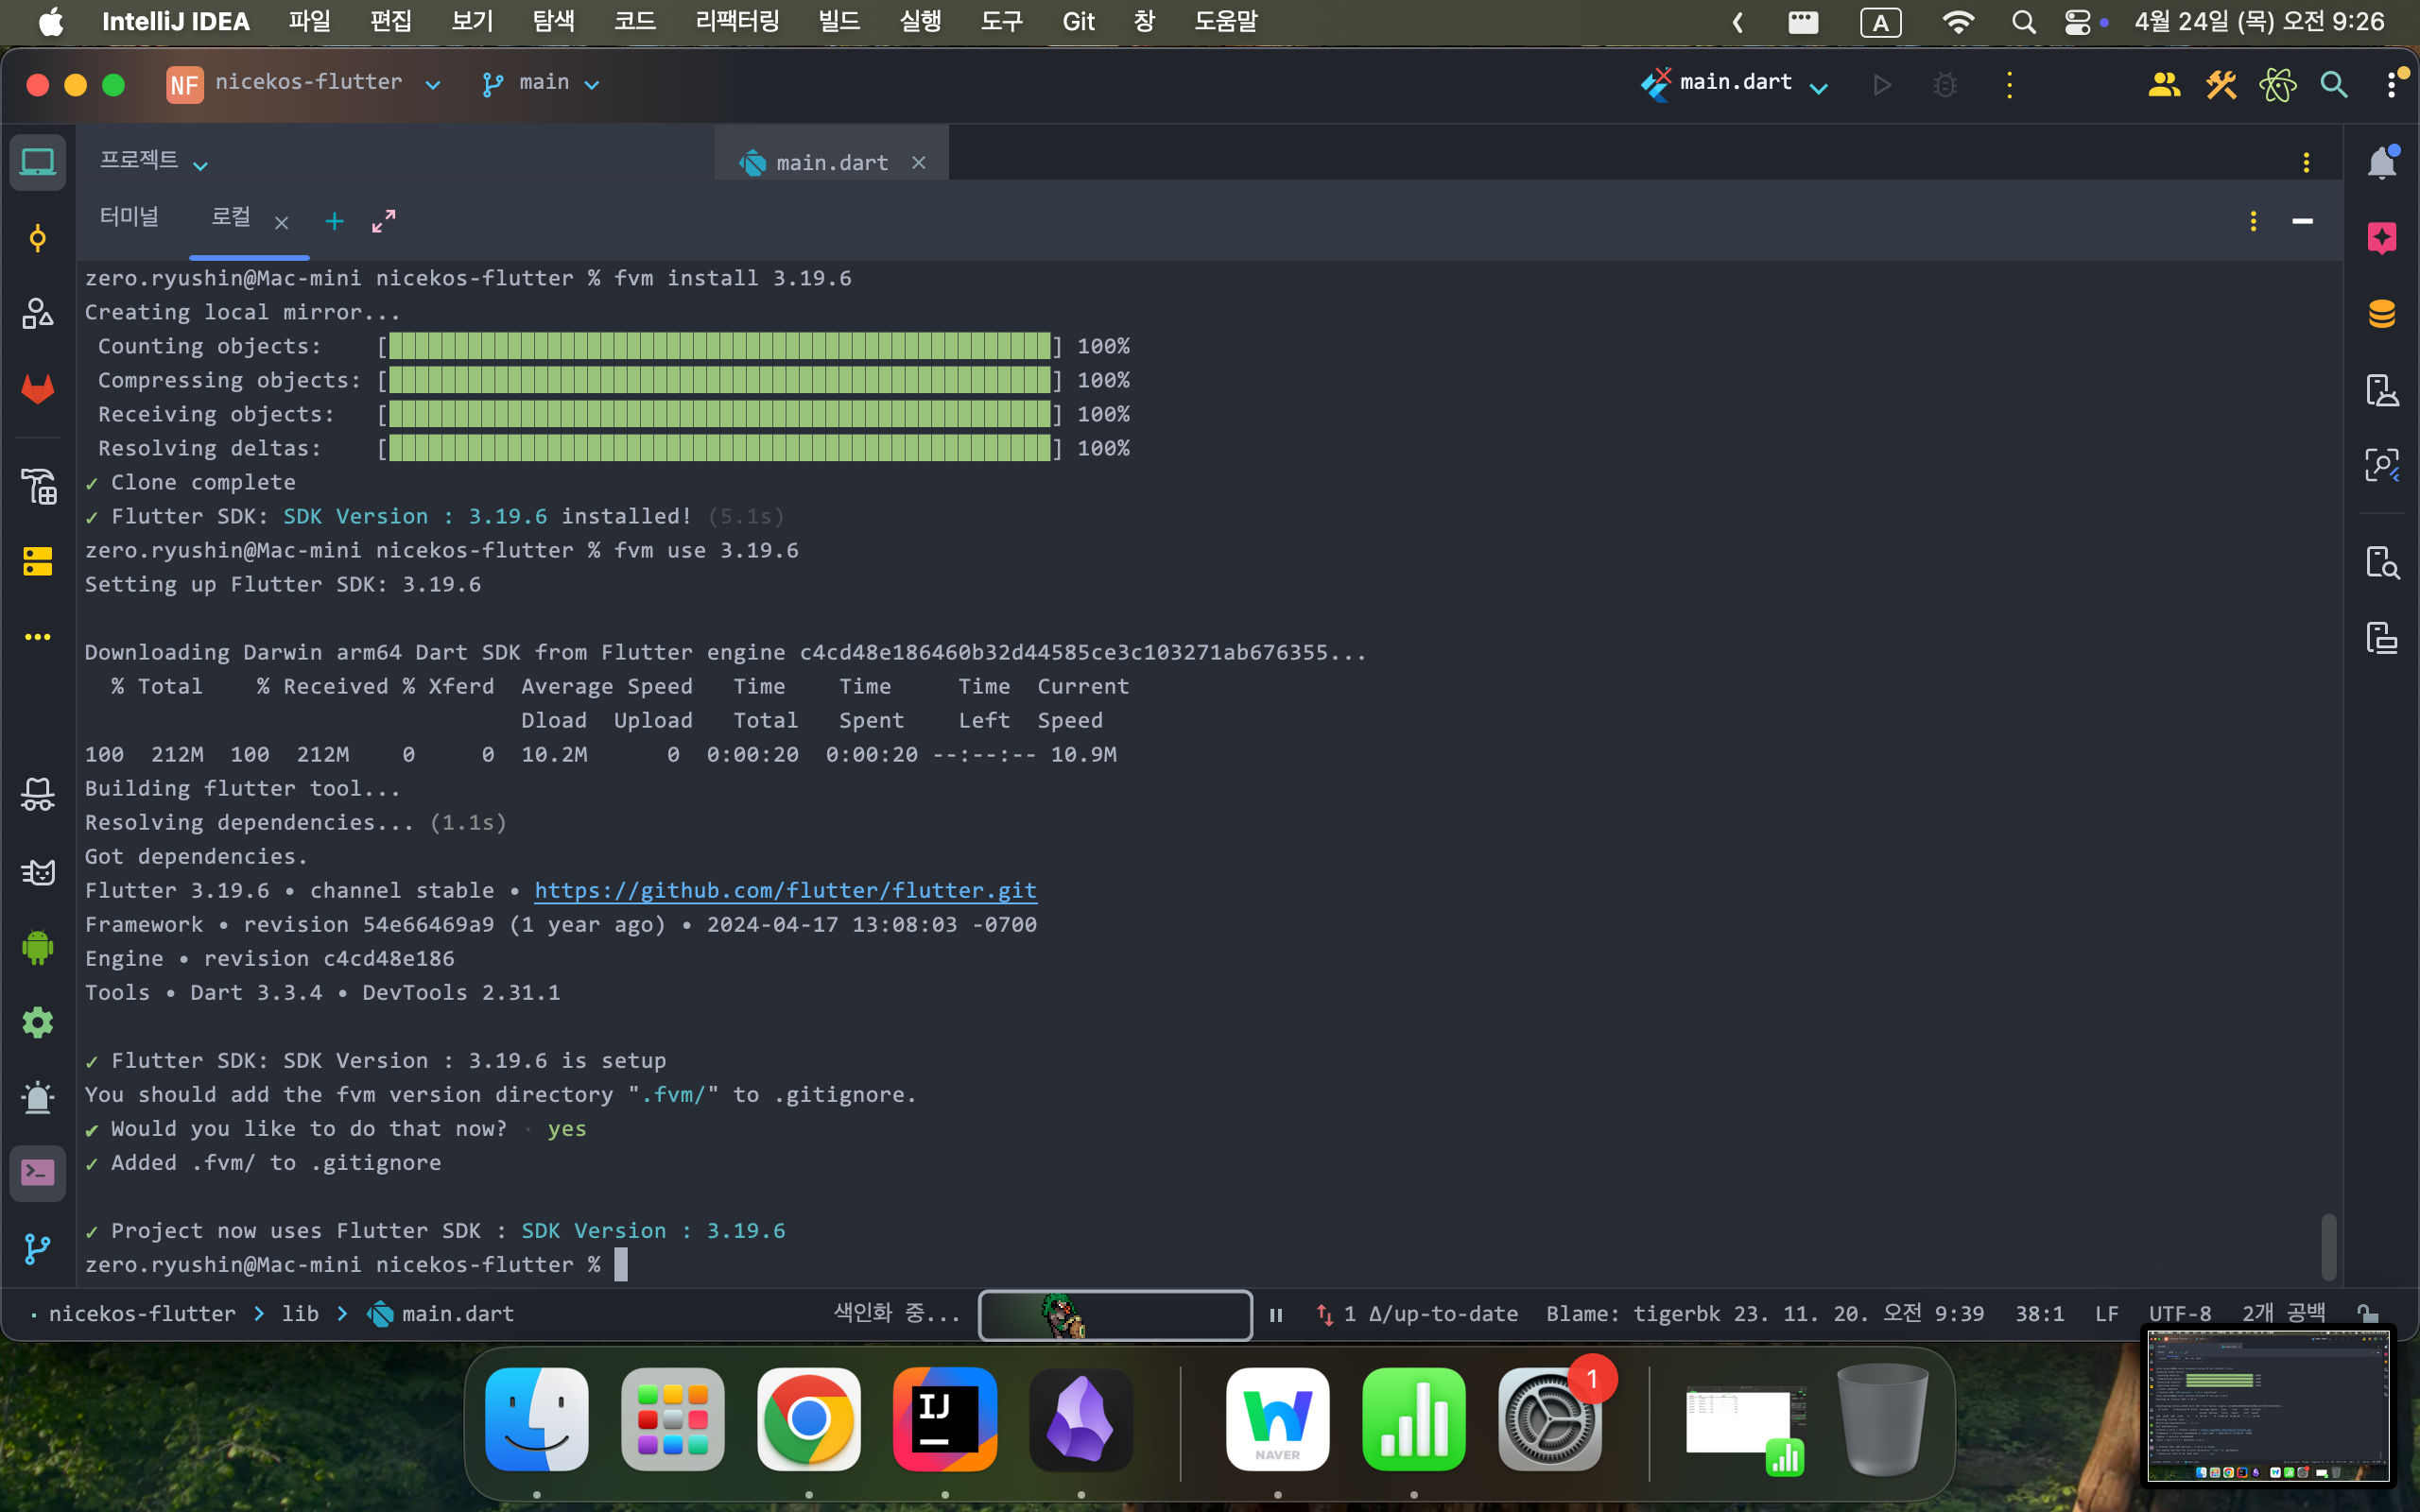 IntelliJ IDEA 파일 편집 보기 탐색 코드 리팩터링 빌드 실행 도구 Git 창 도움말 A 4월 24일 (목) 오전 9:26
NF nicekos-flutter main main.dart
프로젝트 main.dart
터미널 로컬
zero.ryushin@Mac-mini nicekos-flutter % fvm install 3.19.6
Creating local mirror...
Counting objects: [ ] 100%
Compressing objects: [ ] 100%
Receiving objects: [ ] 100%
Resolving deltas: [ ] 100%
✓ Clone complete
✓ Flutter SDK: SDK Version : 3.19.6 installed! (5.1s)
zero.ryushin@Mac-mini nicekos-flutter % fvm use 3.19.6
Setting up Flutter SDK: 3.19.6
Downloading Darwin arm64 Dart SDK from Flutter engine c4cd48e186460b32d44585ce3c103271ab676355...
% Total % Received % Xferd Average Speed Time Time Time Current
Dload Upload Total Spent Left Speed
100 212M 100 212M 0 0 10.2M 0 0:00:20 0:00:20 --:--:-- 10.9M
Building flutter tool...
Resolving dependencies... (1.1s)
Got dependencies.
Flutter 3.19.6 • channel stable • https://github.com/flutter/flutter.git
Framework • revision 54e66469a9 (1 year ago) • 2024-04-17 13:08:03 -0700
Engine • revision c4cd48e186
Tools • Dart 3.3.4 • DevTools 2.31.1
✓ Flutter SDK: SDK Version : 3.19.6 is setup
You should add the fvm version directory ".fvm/" to .gitignore.
✔ Would you like to do that now? · yes
✓ Added .fvm/ to .gitignore
✓ Project now uses Flutter SDK : SDK Version : 3.19.6
zero.ryushin@Mac-mini nicekos-flutter %
nicekos-flutter > lib > main.dart 색인화 중... 1 Δ/up-to-date Blame: tigerbk 23. 11. 20. 오전 9:39 38:1 LF UTF-8 2개 공백
IJ NAVER 1